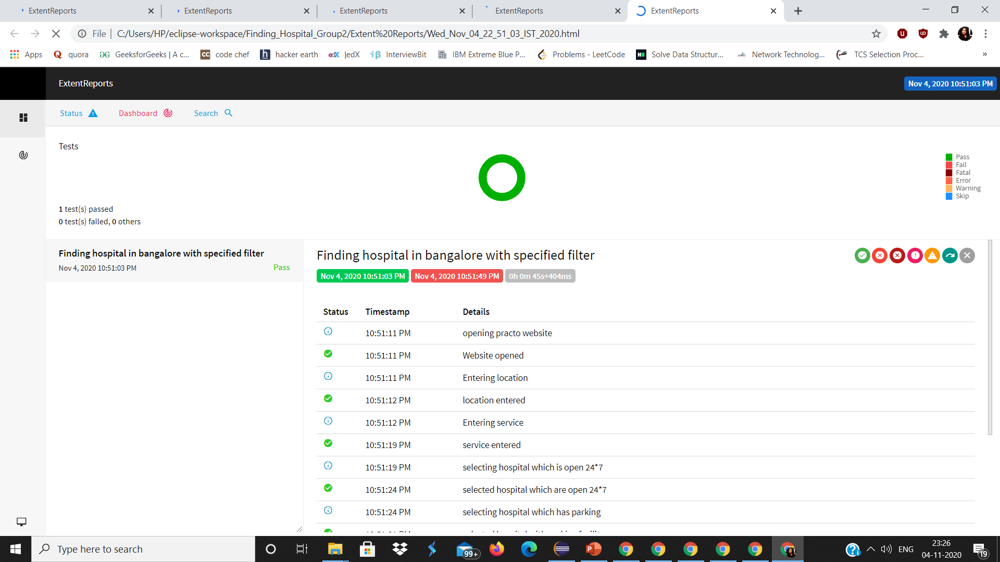 ExtentReports ExtentReports ExtentReports ExtentReports ExtentReports
File C:/Users/HP/eclipse-workspace/Finding_Hospital_Group2/Extent%20Reports/Wed_Nov_04_22_51_03_IST_2020.html
Apps quora GeeksforGeeks | A c... code chef hacker earth |edX InterviewBit IBM Extreme Blue P... Problems - LeetCode Solve Data Structur... Network Technolog... TCS Selection Proc... »
ExtentReports Nov 4, 2020 10:51:03 PM
Status Dashboard Search
Tests
Pass
Fail
Fatal
Error
Warning
Skip
1 test(s) passed
0 test(s) failed, 0 others
Finding hospital in bangalore with specified filter
Nov 4, 2020 10:51:03 PM Pass
Finding hospital in bangalore with specified filter
Nov 4, 2020 10:51:03 PM Nov 4, 2020 10:51:49 PM 0h 0m 45s+404ms
Status Timestamp Details
10:51:11 PM opening practo website
10:51:11 PM Website opened
10:51:11 PM Entering location
10:51:12 PM location entered
10:51:12 PM Entering service
10:51:19 PM service entered
10:51:19 PM selecting hospital which is open 24*7
10:51:24 PM selected hospital which are open 24*7
10:51:24 PM selecting hospital which has parking
Type here to search 99+ ENG 23:26
04-11-2020 19